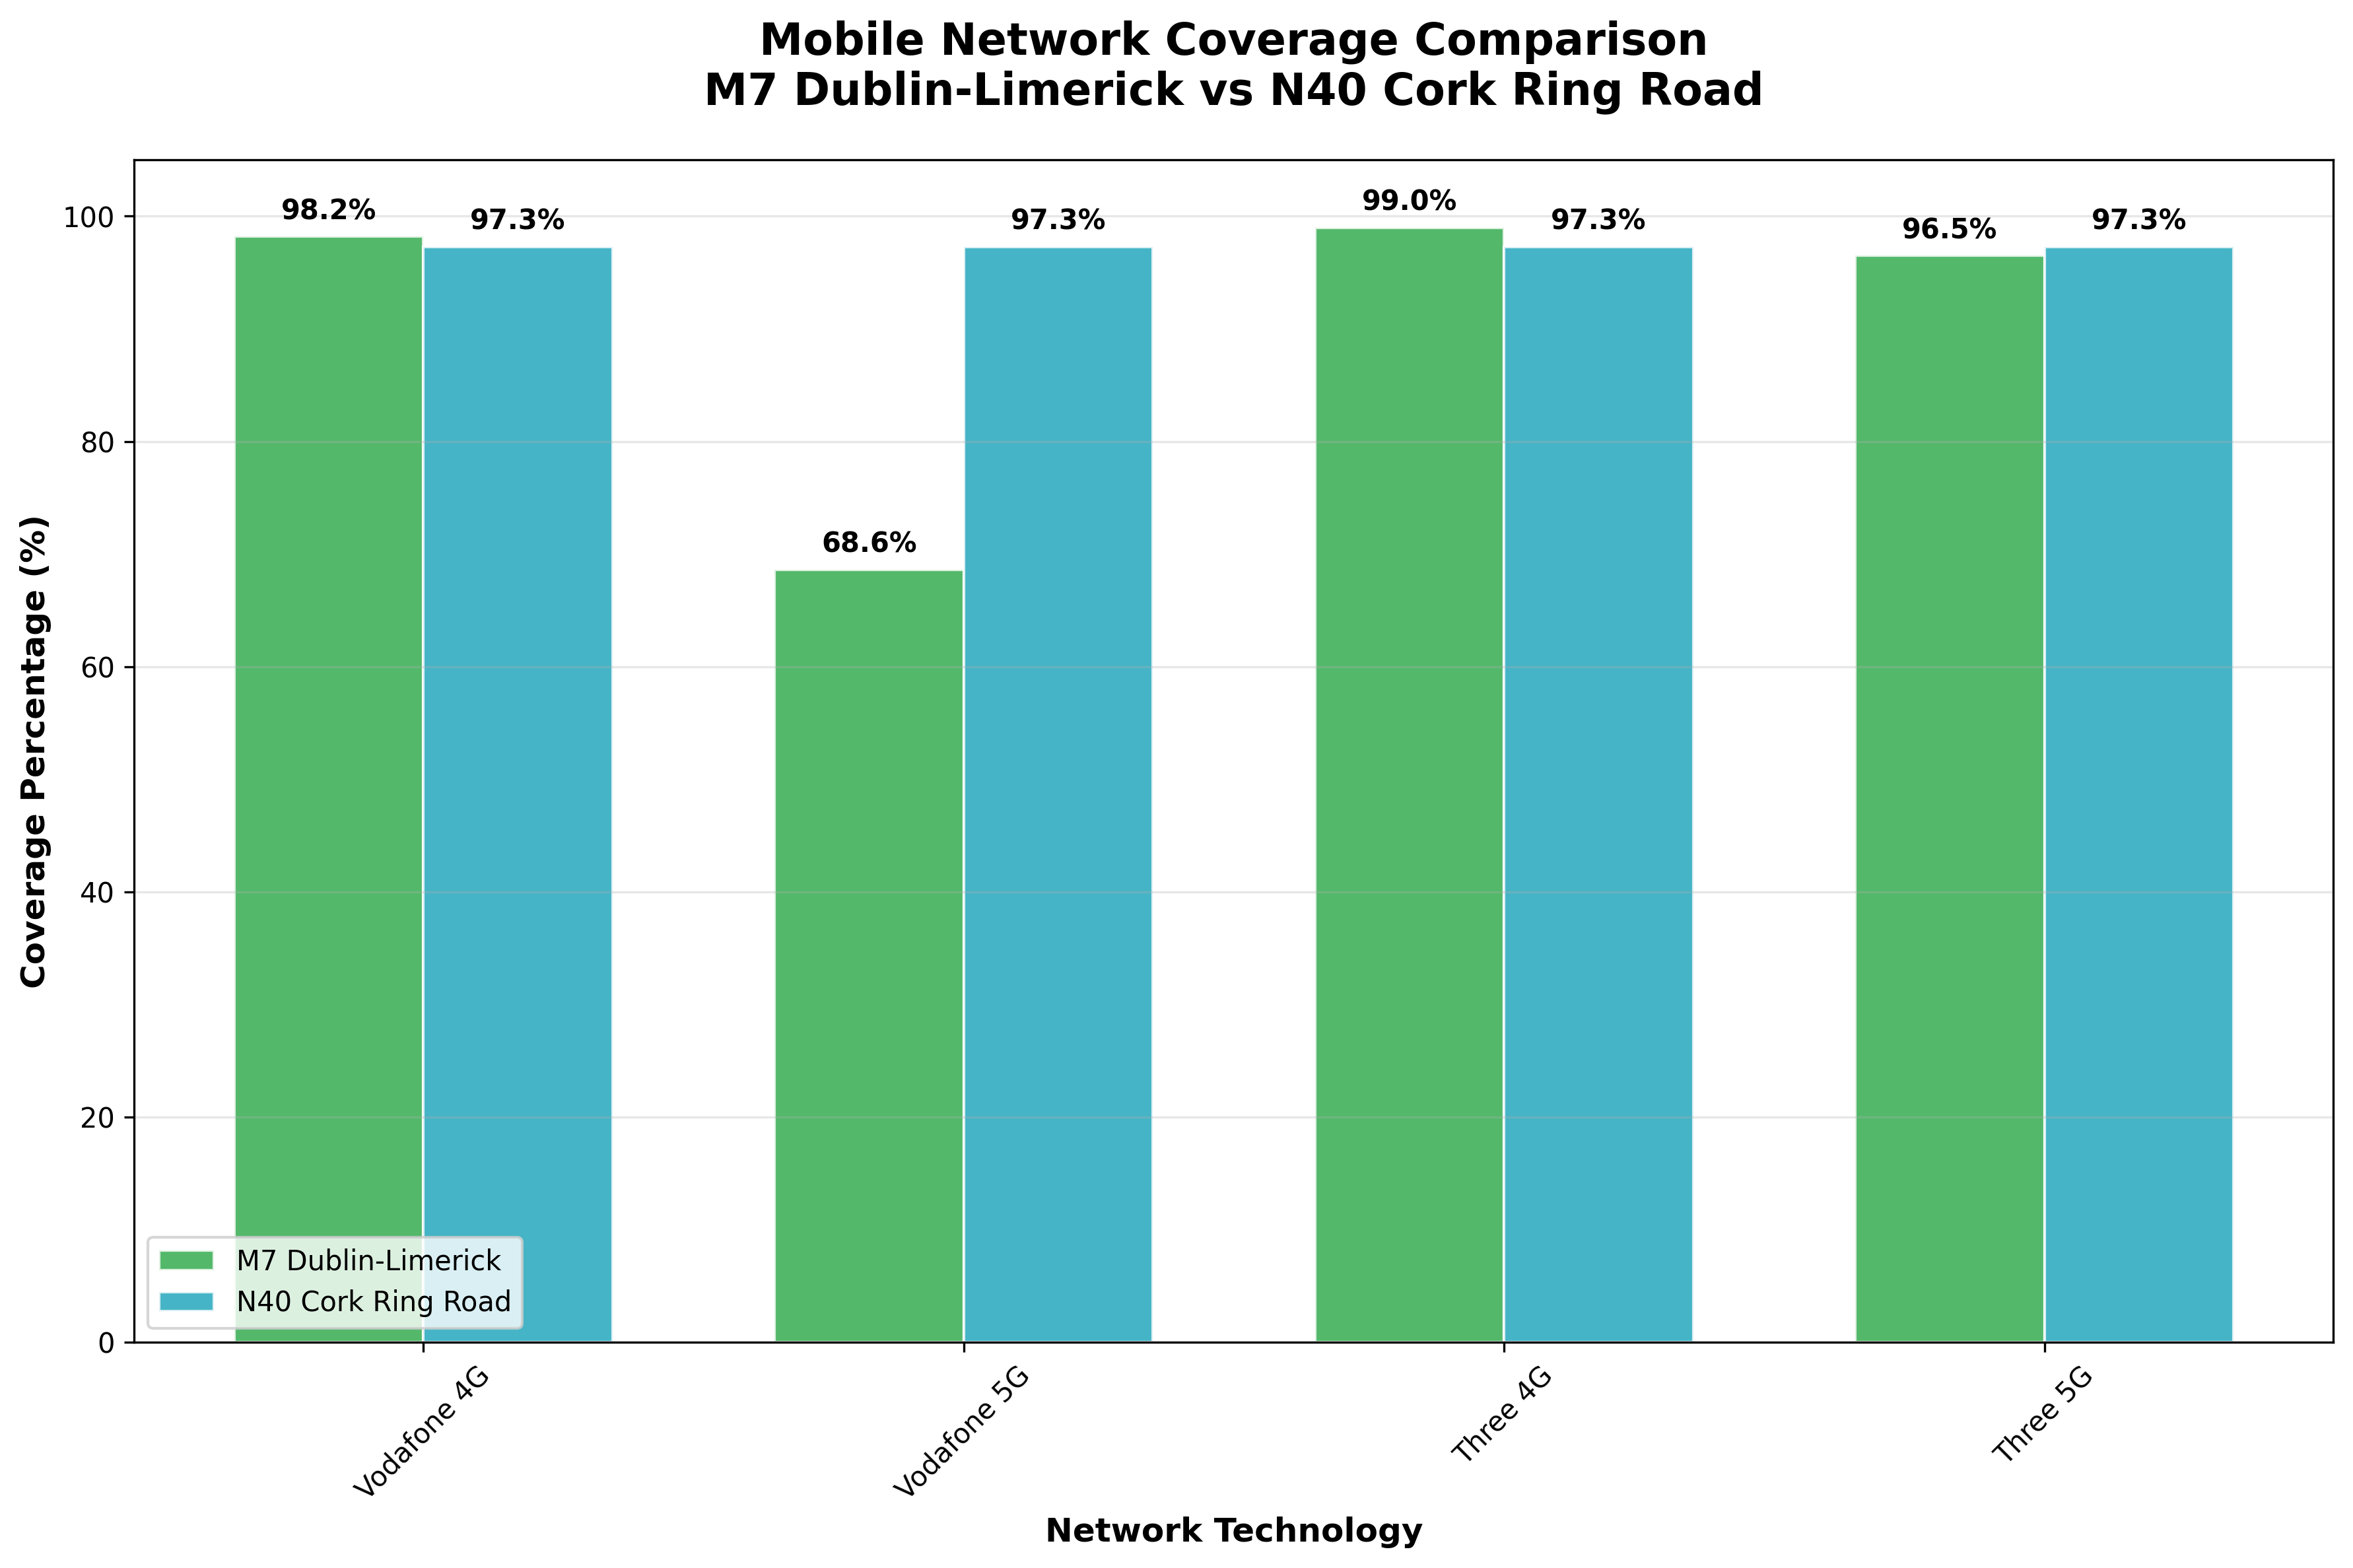 Mobile Network Coverage Comparison
M7 Dublin-Limerick vs N40 Cork Ring Road
Coverage Percentage (%)
100
80
60
40
20
0
98.2%
97.3%
68.6%
97.3%
99.0%
97.3%
96.5%
97.3%
M7 Dublin-Limerick
N40 Cork Ring Road
Vodafone 4G
Vodafone 5G
Three 4G
Three 5G
Network Technology